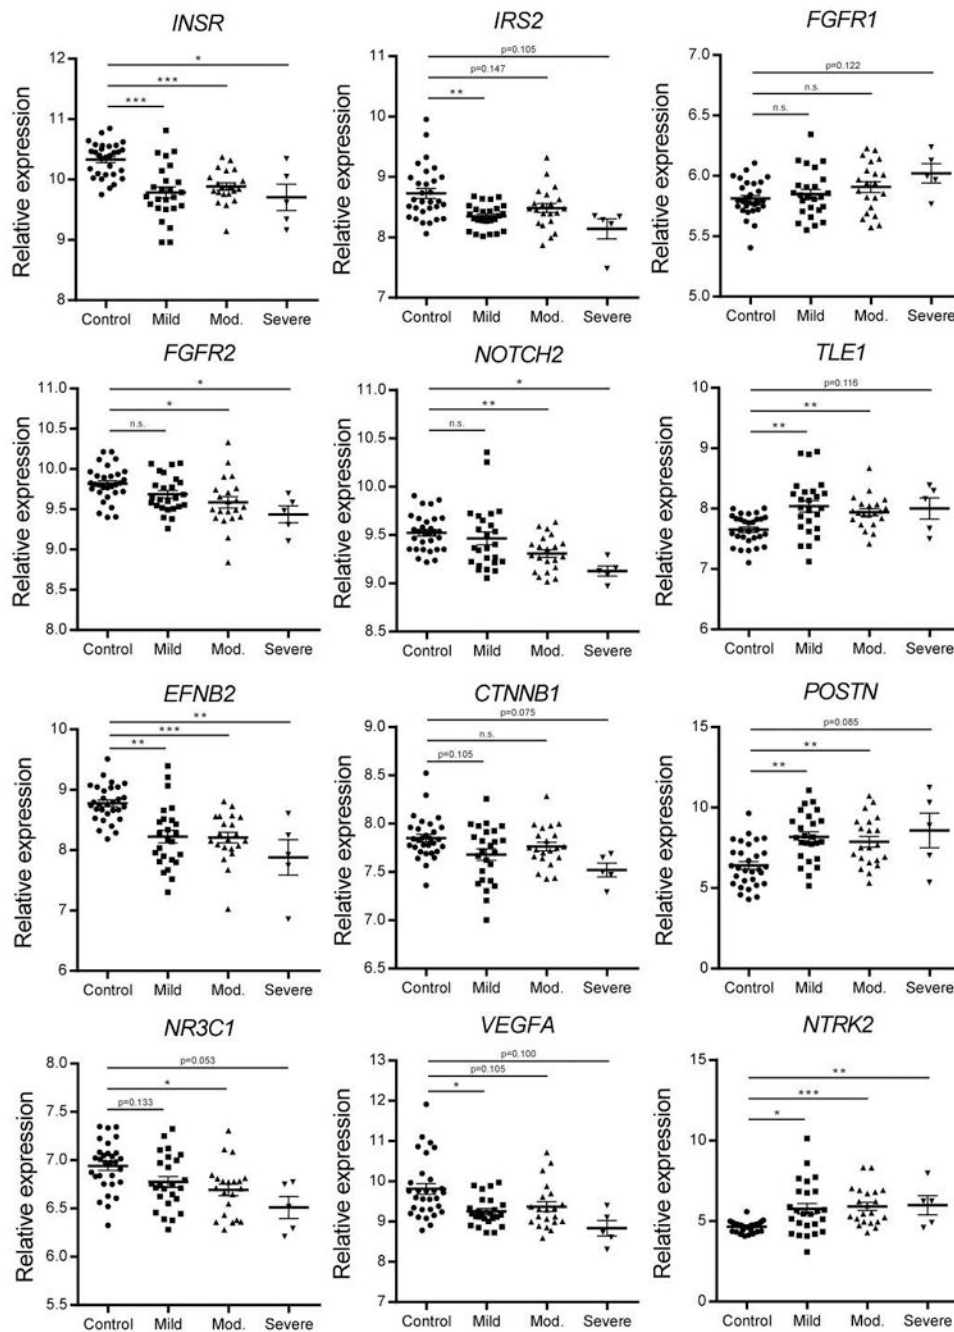 INSR
Relative expression
12
11
10
9
8
*
***
***
Control Mild Mod. Severe
IRS2
Relative expression
11
10
9
8
7
p=0.105
p=0.147
**
Control Mild Mod. Severe
FGFR1
Relative expression
7.0
6.5
6.0
5.5
5.0
p=0.122
n.s.
n.s.
Control Mild Mod. Severe
FGFR2
Relative expression
11.0
10.5
10.0
9.5
9.0
8.5
8.0
*
*
n.s.
Control Mild Mod. Severe
NOTCH2
Relative expression
11.0
10.5
10.0
9.5
9.0
8.5
*
**
n.s.
Control Mild Mod. Severe
TLE1
Relative expression
10
9
8
7
6
p=0.116
**
**
Control Mild Mod. Severe
EFNB2
Relative expression
10
9
8
7
6
**
***
**
Control Mild Mod. Severe
CTNNB1
Relative expression
9.0
8.5
8.0
7.5
7.0
6.5
p=0.075
n.s.
p=0.105
Control Mild Mod. Severe
POSTN
Relative expression
15
10
5
0
p=0.085
**
**
Control Mild Mod. Severe
NR3C1
Relative expression
8.0
7.5
7.0
6.5
6.0
5.5
p=0.053
*
p=0.133
Control Mild Mod. Severe
VEGFA
Relative expression
13
12
11
10
9
8
7
p=0.100
p=0.105
*
Control Mild Mod. Severe
NTRK2
Relative expression
15
10
5
0
**
***
*
Control Mild Mod. Severe